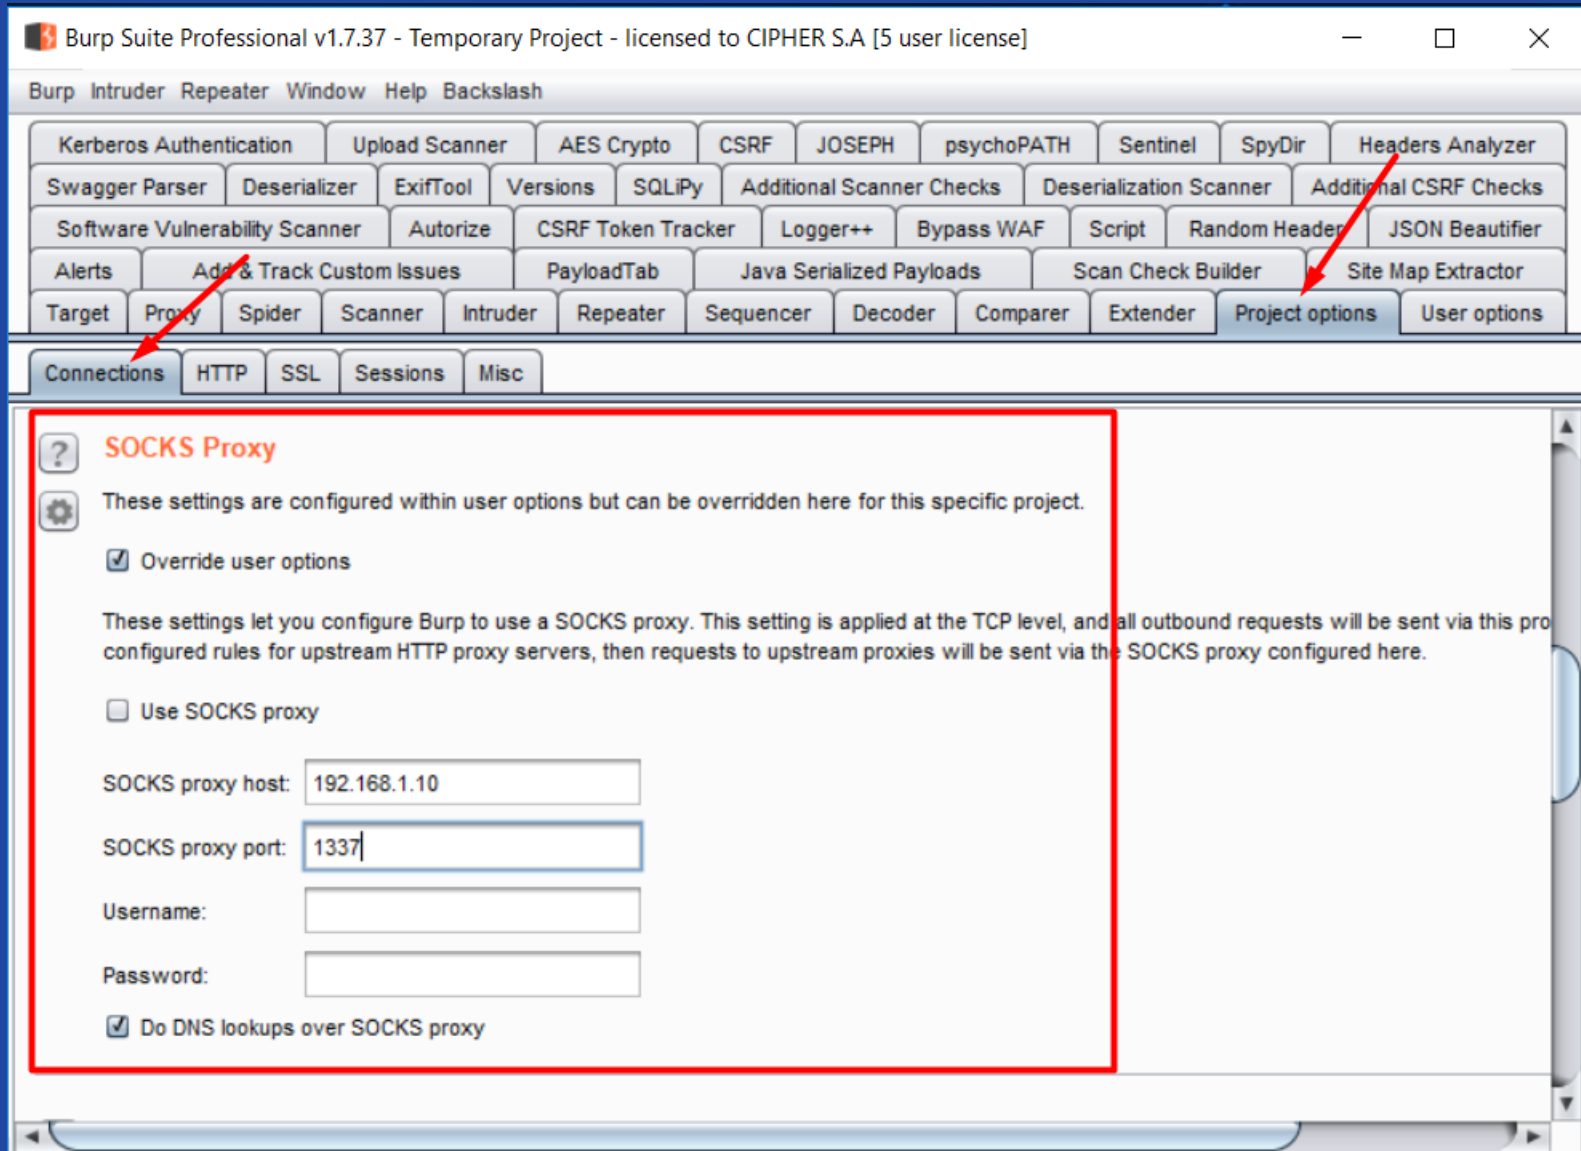 Burp Suite Professional v1.7.37 - Temporary Project - licensed to CIPHER S.A [5 user license]
Burp Intruder Repeater Window Help Backslash
Kerberos Authentication Upload Scanner AES Crypto CSRF JOSEPH psychoPATH Sentinel SpyDir Headers Analyzer
Swagger Parser Deserializer ExifTool Versions SQLiPy Additional Scanner Checks Deserialization Scanner Additional CSRF Checks
Software Vulnerability Scanner Autorize CSRF Token Tracker Logger++ Bypass WAF Script Random Header JSON Beautifier
Alerts Add & Track Custom Issues PayloadTab Java Serialized Payloads Scan Check Builder Site Map Extractor
Target Proxy Spider Scanner Intruder Repeater Sequencer Decoder Comparer Extender Project options User options
Connections HTTP SSL Sessions Misc
? SOCKS Proxy
These settings are configured within user options but can be overridden here for this specific project.
Override user options
These settings let you configure Burp to use a SOCKS proxy. This setting is applied at the TCP level, and all outbound requests will be sent via this pro
configured rules for upstream HTTP proxy servers, then requests to upstream proxies will be sent via the SOCKS proxy configured here.
Use SOCKS proxy
SOCKS proxy host: 192.168.1.10
SOCKS proxy port: 1337
Username:
Password:
Do DNS lookups over SOCKS proxy